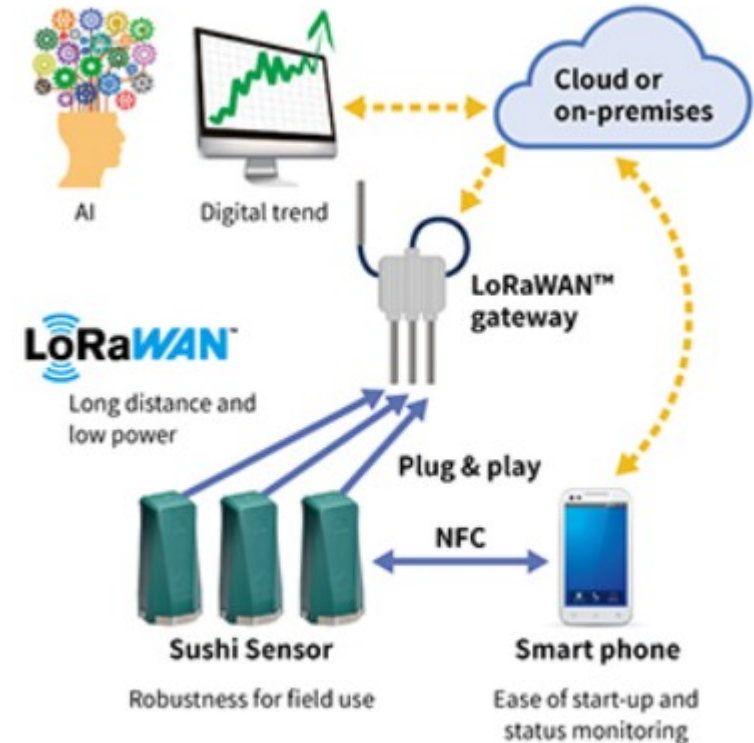 Cloud or
on-premises
AI
Digital trend
LoRaWAN™
gateway
LoRaWAN™
Long distance and
low power
Plug & play
NFC
Sushi Sensor
Smart phone
Robustness for field use
Ease of start-up and
status monitoring